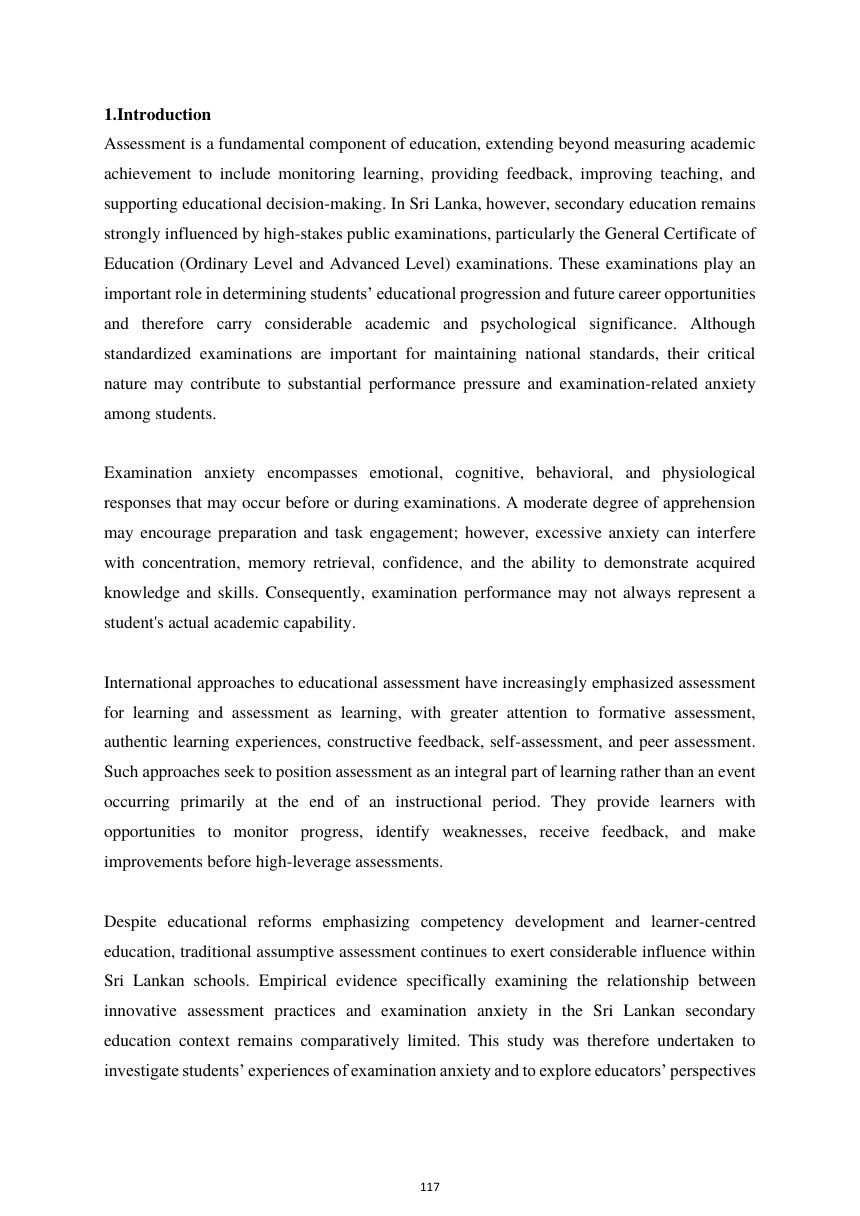 1.Introduction
Assessment is a fundamental component of education, extending beyond measuring academic
achievement to include monitoring learning, providing feedback, improving teaching, and
supporting educational decision-making. In Sri Lanka, however, secondary education remains
strongly influenced by high-stakes public examinations, particularly the General Certificate of
Education (Ordinary Level and Advanced Level) examinations. These examinations play an
important role in determining students’ educational progression and future career opportunities
and therefore carry considerable academic and psychological significance. Although
standardized examinations are important for maintaining national standards, their critical
nature may contribute to substantial performance pressure and examination-related anxiety
among students.
Examination anxiety encompasses emotional, cognitive, behavioral, and physiological
responses that may occur before or during examinations. A moderate degree of apprehension
may encourage preparation and task engagement; however, excessive anxiety can interfere
with concentration, memory retrieval, confidence, and the ability to demonstrate acquired
knowledge and skills. Consequently, examination performance may not always represent a
student's actual academic capability.
International approaches to educational assessment have increasingly emphasized assessment
for learning and assessment as learning, with greater attention to formative assessment,
authentic learning experiences, constructive feedback, self-assessment, and peer assessment.
Such approaches seek to position assessment as an integral part of learning rather than an event
occurring primarily at the end of an instructional period. They provide learners with
opportunities to monitor progress, identify weaknesses, receive feedback, and make
improvements before high-leverage assessments.
Despite educational reforms emphasizing competency development and learner-centred
education, traditional assumptive assessment continues to exert considerable influence within
Sri Lankan schools. Empirical evidence specifically examining the relationship between
innovative assessment practices and examination anxiety in the Sri Lankan secondary
education context remains comparatively limited. This study was therefore undertaken to
investigate students’ experiences of examination anxiety and to explore educators’ perspectives
117